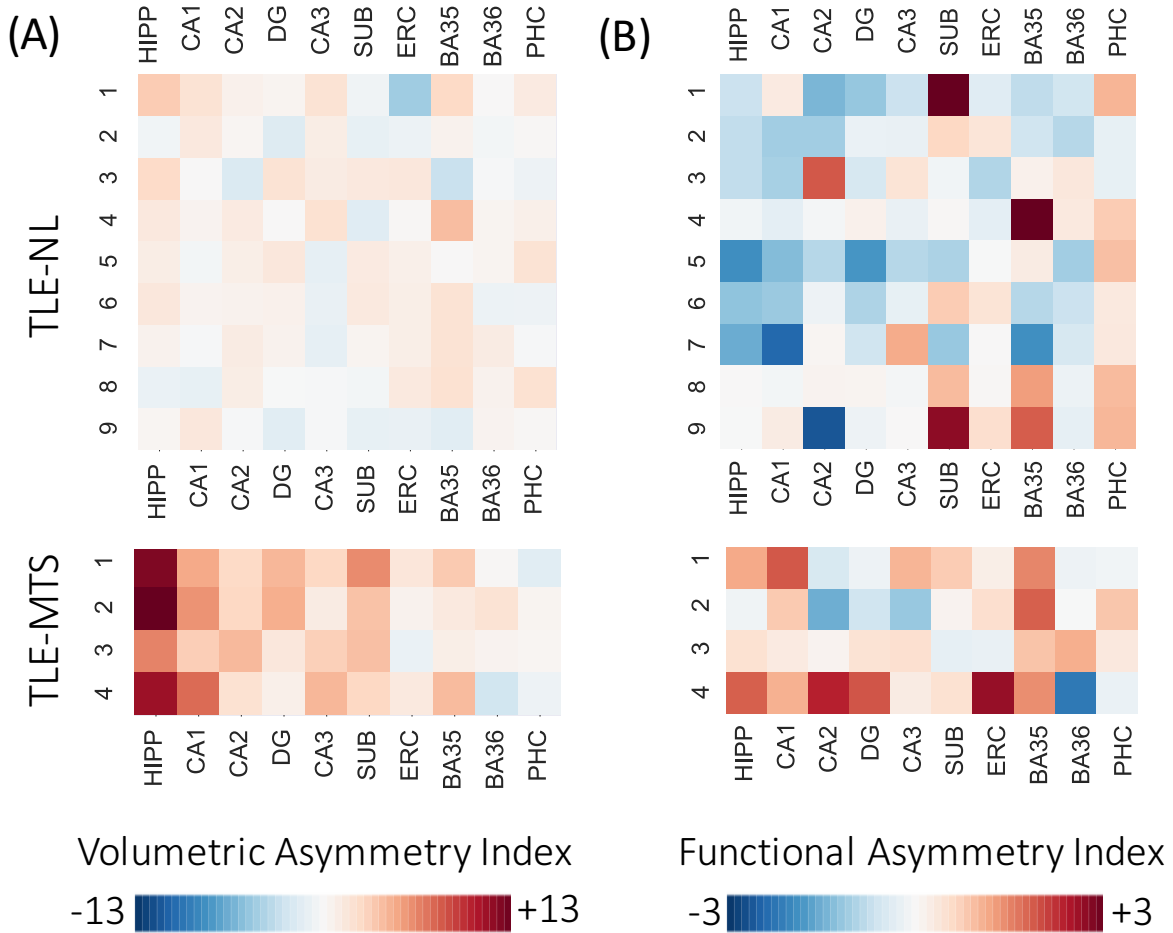 (A)
HIPP CA1 CA2 DG CA3 SUB ERC BA35 BA36 PHC
TLE-NL
1
2
3
4
5
6
7
8
9
HIPP CA1 CA2 DG CA3 SUB ERC BA35 BA36 PHC
TLE-MTS
1
2
3
4
HIPP CA1 CA2 DG CA3 SUB ERC BA35 BA36 PHC
Volumetric Asymmetry Index
-13 +13
(B)
HIPP CA1 CA2 DG CA3 SUB ERC BA35 BA36 PHC
1
2
3
4
5
6
7
8
9
HIPP CA1 CA2 DG CA3 SUB ERC BA35 BA36 PHC
1
2
3
4
HIPP CA1 CA2 DG CA3 SUB ERC BA35 BA36 PHC
Functional Asymmetry Index
-3 +3